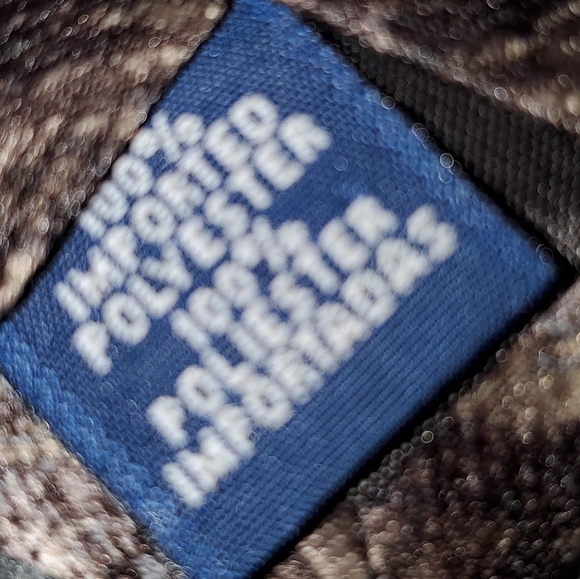 100%
IMPORTED
POLYESTER
100%
POLIESTER
IMPORTADAS